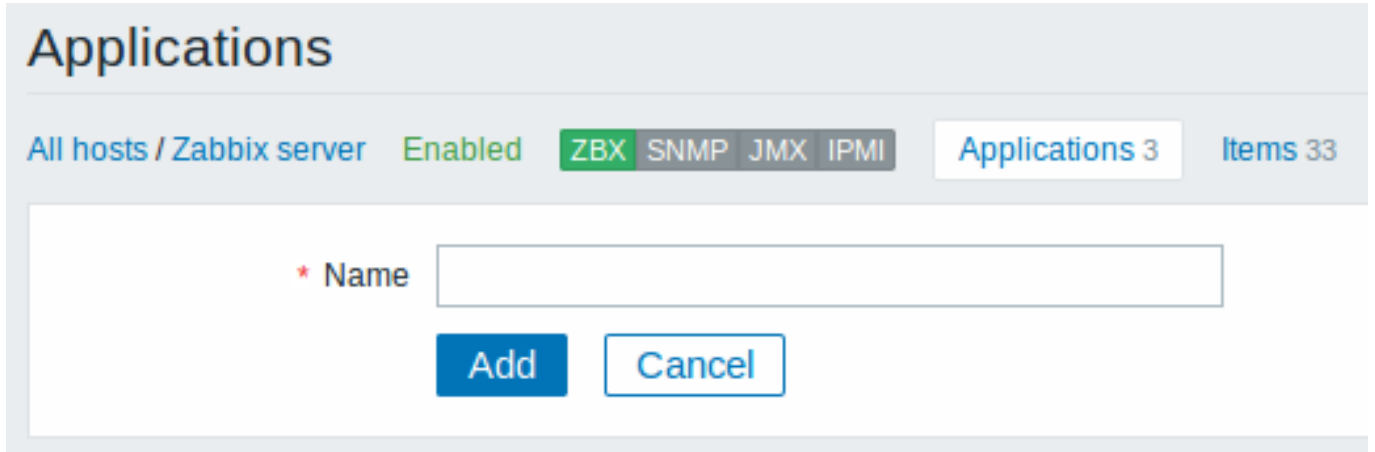 Applications
All hosts / Zabbix server Enabled ZBX SNMP JMX IPMI Applications 3 Items 33
* Name
Add Cancel